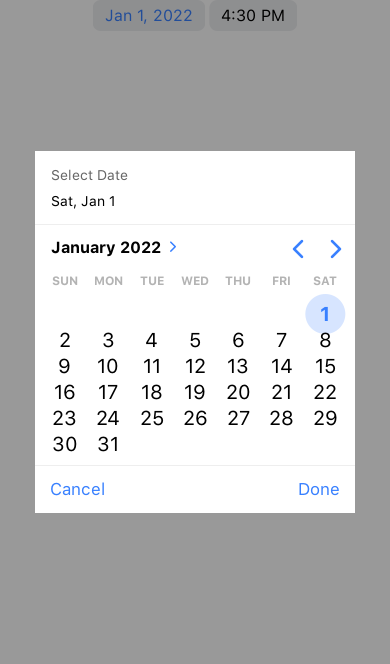 Jan 1, 2022 4:30 PM
Select Date
Sat, Jan 1
January 2022
SUN MON TUE WED THU FRI SAT
1
2 3 4 5 6 7 8
9 10 11 12 13 14 15
16 17 18 19 20 21 22
23 24 25 26 27 28 29
30 31
Cancel Done